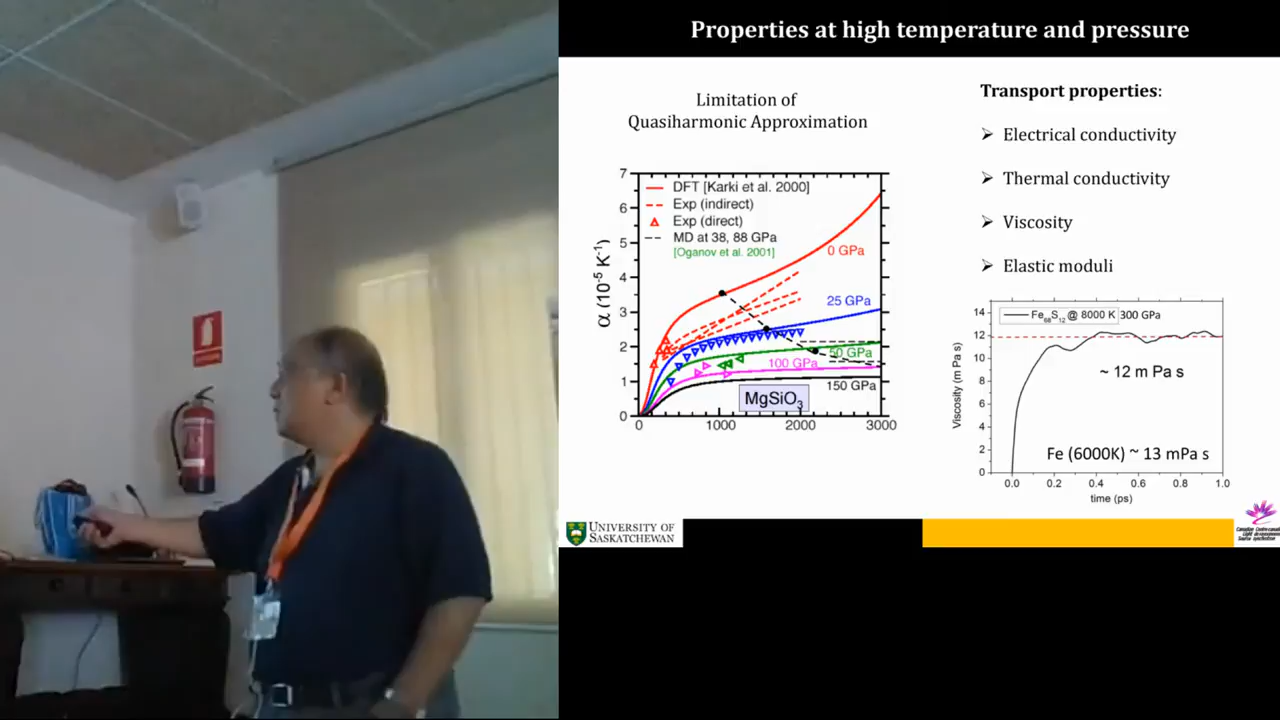 Properties at high temperature and pressure
Limitation of
Quasiharmonic Approximation
7
6
5
4
3
2
1
0
α (10⁻⁵ K⁻¹)
DFT [Karki et al. 2000]
Exp (indirect)
Exp (direct)
MD at 38, 88 GPa
[Oganov et al. 2001]
0 GPa
25 GPa
50 GPa
100 GPa
150 GPa
MgSiO₃
0 1000 2000 3000
Transport properties:
➢ Electrical conductivity
➢ Thermal conductivity
➢ Viscosity
➢ Elastic moduli
14
12
10
8
6
4
2
0
Viscosity (m Pa s)
Fe₆₈S₁₂ @ 8000 K 300 GPa
~ 12 m Pa s
Fe (6000K) ~ 13 mPa s
0.0 0.2 0.4 0.6 0.8 1.0
time (ps)
UNIVERSITY OF
SASKATCHEWAN